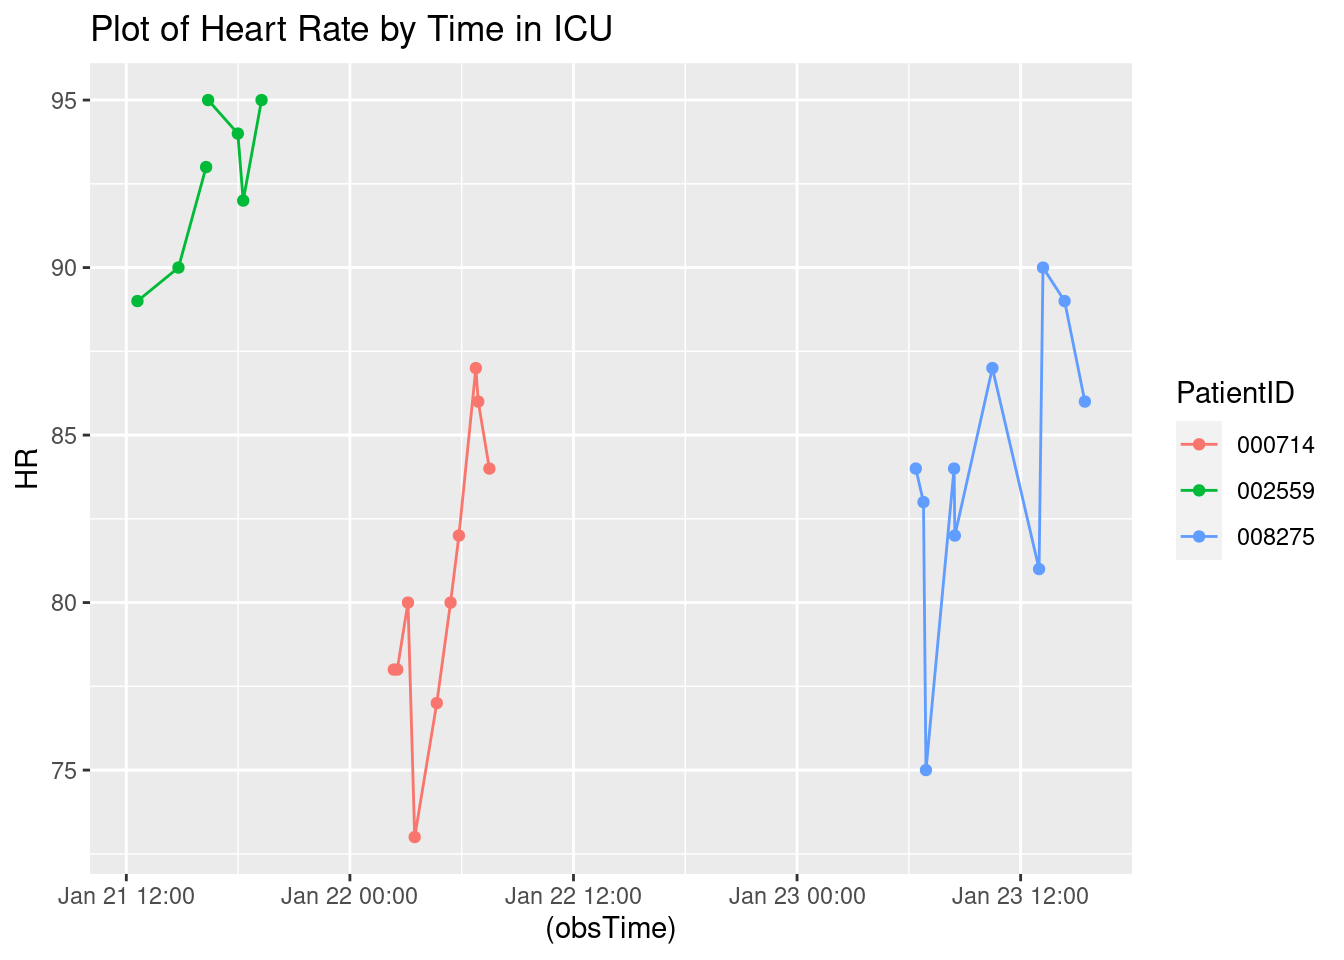 Plot of Heart Rate by Time in ICU
95
90
85
80
75
HR
Jan 21 12:00 Jan 22 00:00 Jan 22 12:00 Jan 23 00:00 Jan 23 12:00
(obsTime)
PatientID
000714
002559
008275